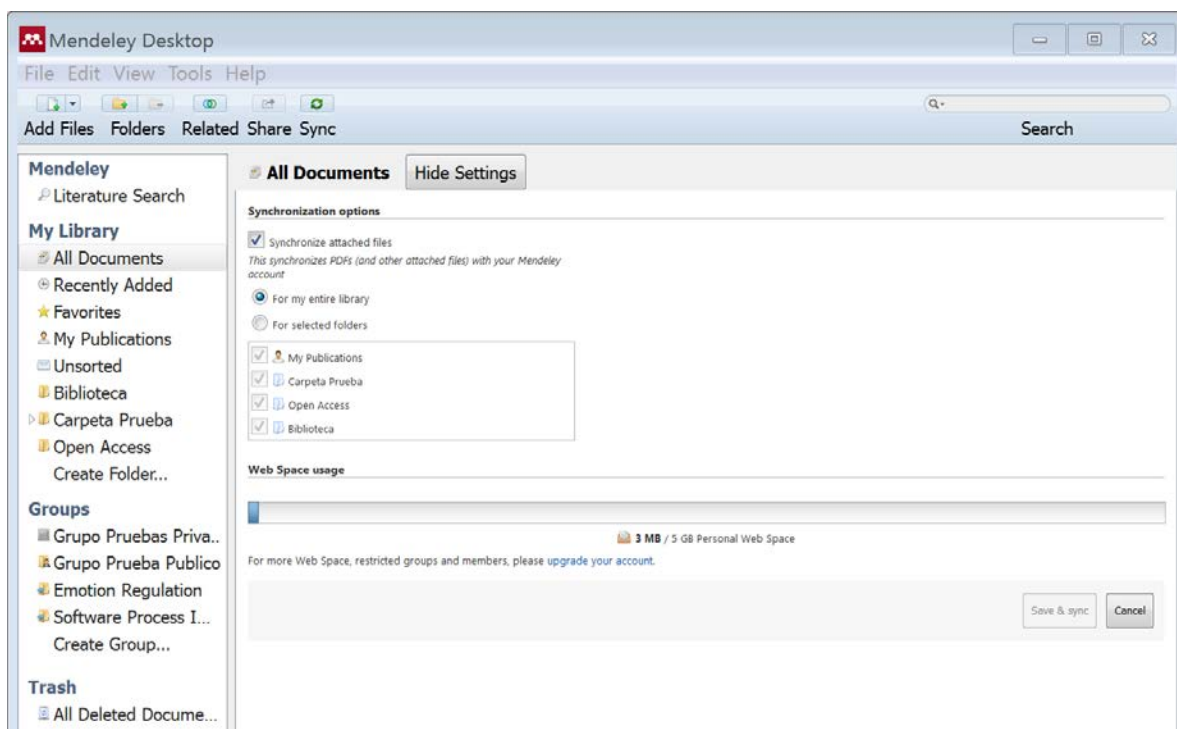 Mendeley Desktop
File Edit View Tools Help
Add Files Folders Related Share Sync Search
Mendeley
Literature Search
My Library
All Documents
Recently Added
Favorites
My Publications
Unsorted
Biblioteca
Carpeta Prueba
Open Access
Create Folder...
Groups
Grupo Pruebas Priva..
Grupo Prueba Publico
Emotion Regulation
Software Process I...
Create Group...
Trash
All Deleted Docume...
All Documents Hide Settings
Synchronization options
Synchronize attached files
This synchronizes PDFs (and other attached files) with your Mendeley
account
For my entire library
For selected folders
My Publications
Carpeta Prueba
Open Access
Biblioteca
Web Space usage
3 MB / 5 GB Personal Web Space
For more Web Space, restricted groups and members, please upgrade your account.
Save & sync Cancel